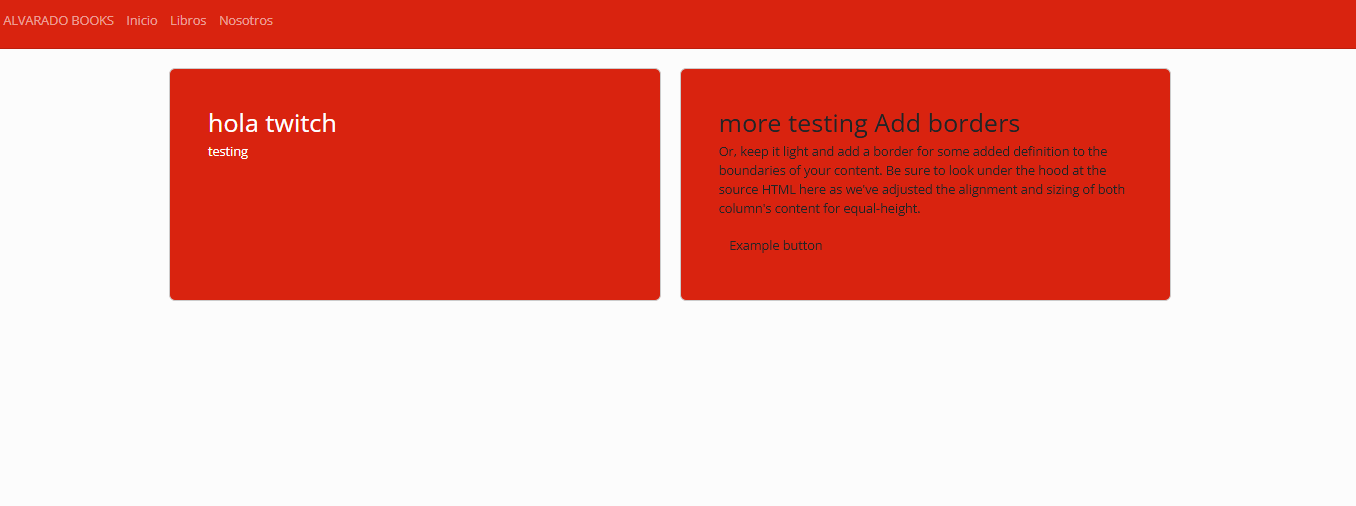 ALVARADO BOOKS Inicio Libros Nosotros
hola twitch
testing
more testing Add borders
Or, keep it light and add a border for some added definition to the
boundaries of your content. Be sure to look under the hood at the
source HTML here as we've adjusted the alignment and sizing of both
column's content for equal-height.
Example button